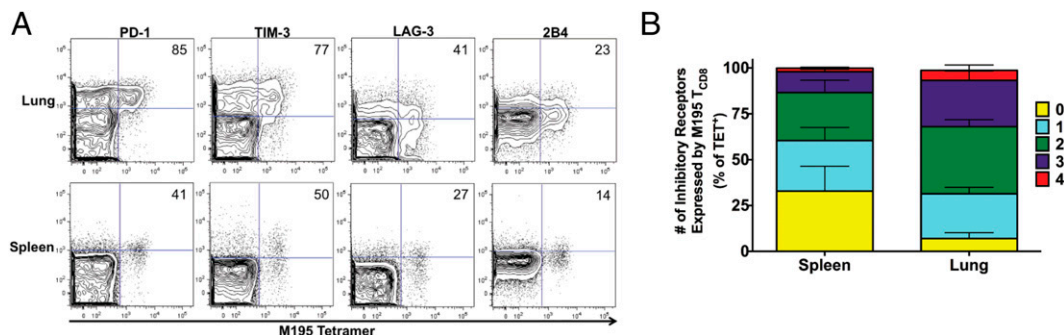 A
PD-1 TIM-3 LAG-3 2B4
85 77 41 23
Lung
41 50 27 14
Spleen
M195 Tetramer
B
# of Inhibitory Receptors
Expressed by M195 T_CD8
(% of TET⁺)
100
75
50
25
0
Spleen Lung
0
1
2
3
4